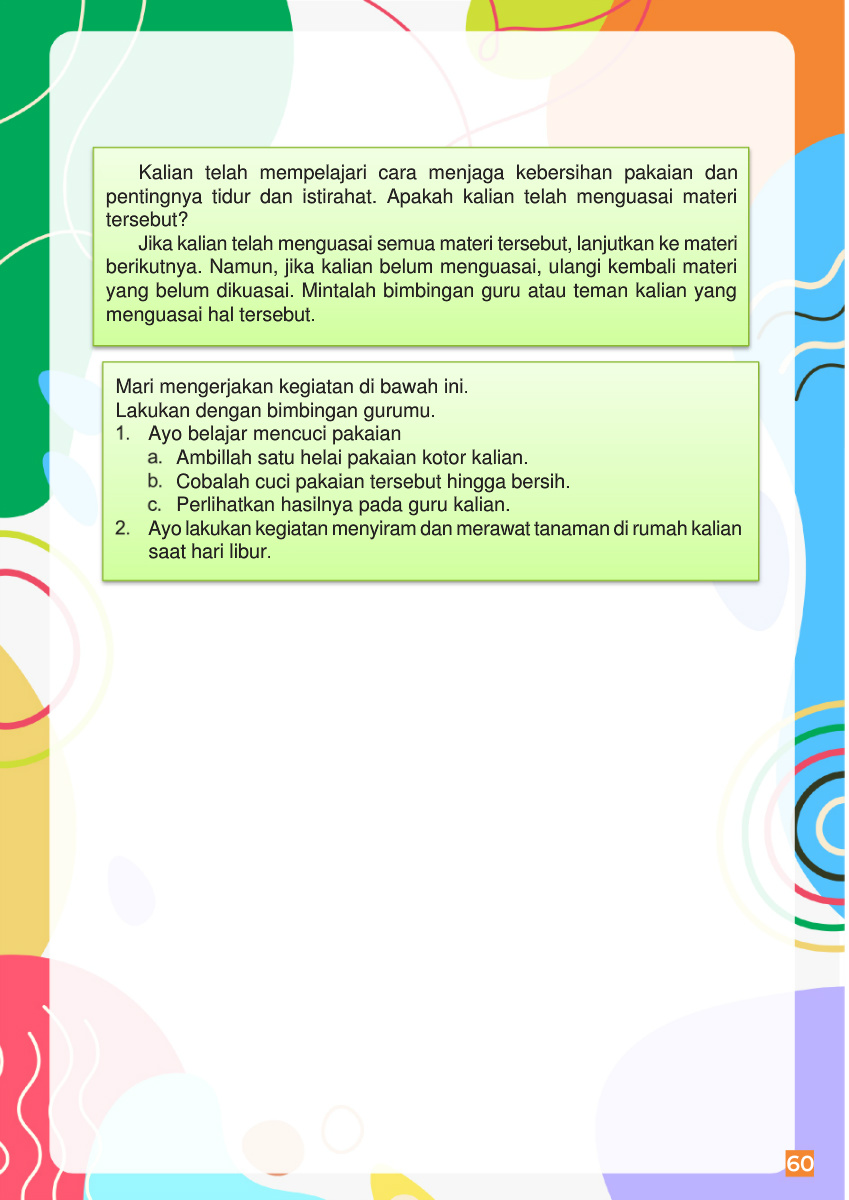 Kalian telah mempelajari cara menjaga kebersihan pakaian dan
pentingnya tidur dan istirahat. Apakah kalian telah menguasai materi
tersebut?
Jika kalian telah menguasai semua materi tersebut, lanjutkan ke materi
berikutnya. Namun, jika kalian belum menguasai, ulangi kembali materi
yang belum dikuasai. Mintalah bimbingan guru atau teman kalian yang
menguasai hal tersebut.
Mari mengerjakan kegiatan di bawah ini.
Lakukan dengan bimbingan gurumu.
1. Ayo belajar mencuci pakaian
a. Ambillah satu helai pakaian kotor kalian.
b. Cobalah cuci pakaian tersebut hingga bersih.
c. Perlihatkan hasilnya pada guru kalian.
2. Ayo lakukan kegiatan menyiram dan merawat tanaman di rumah kalian
saat hari libur.
60